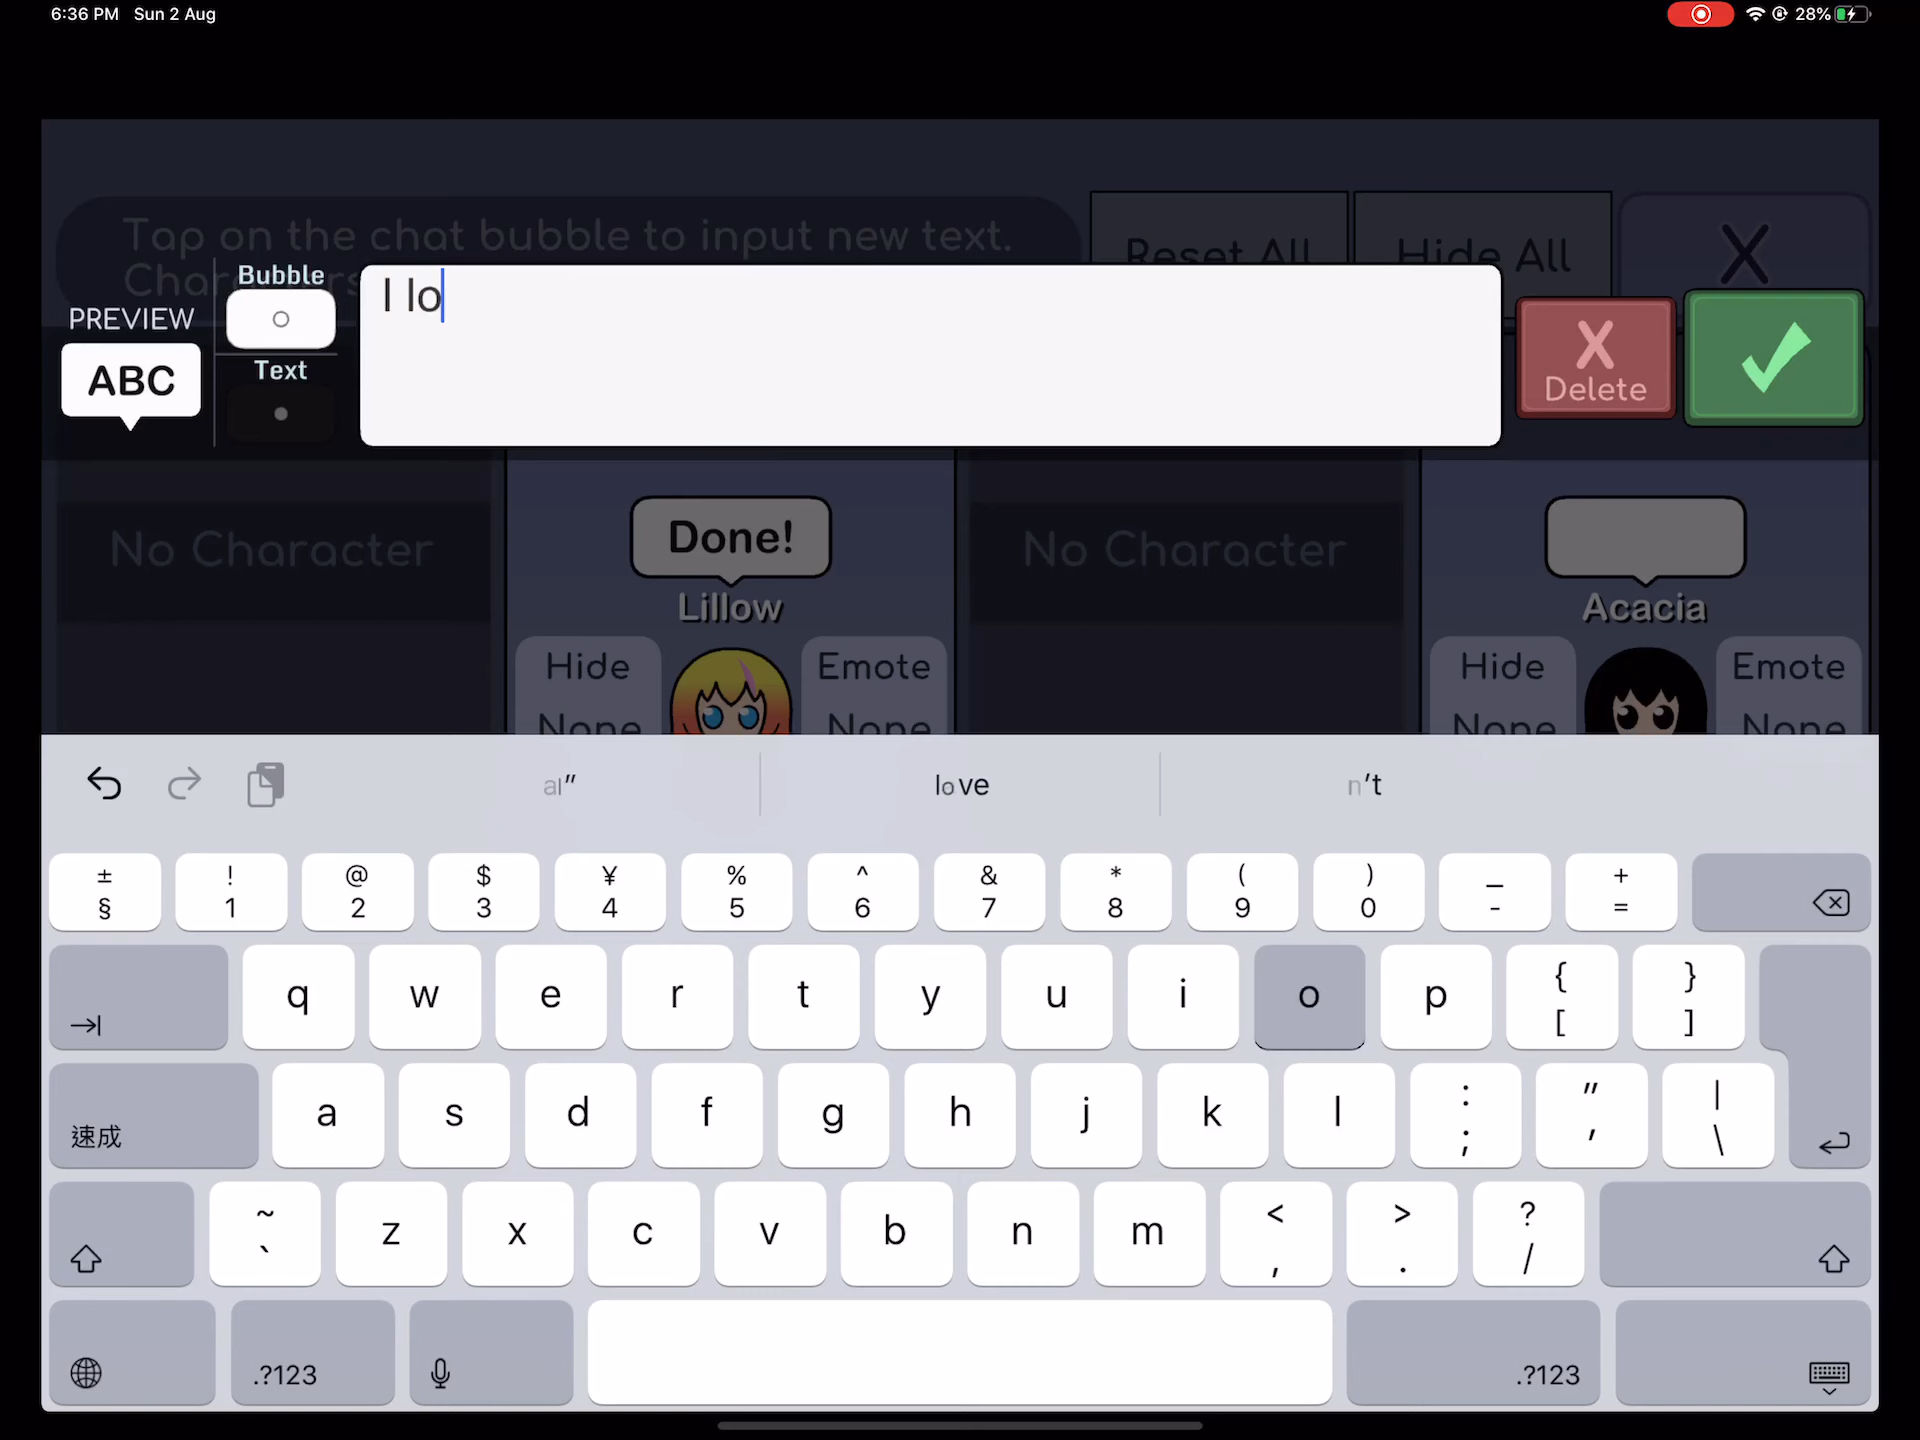 6:36 PM Sun 2 Aug
28%
Tap on the chat bubble to input new text.
Reset All
Hide All
X
Bubble
I lo
PREVIEW
ABC
Text
X
Delete
No Character
Done!
Lillow
No Character
Acacia
Hide
Emote
Hide
Emote
None
None
None
None
al"
love
n't
± § ! 1 @ 2 $ 3 ¥ 4 % 5 ^ 6 & 7 * 8 ( 9 ) 0 _ - + =
q w e r t y u i o p { [ } ]
速成 a s d f g h j k l : ; " ' | \
~ ` z x c v b n m < , > . ? /
.?123 .?123